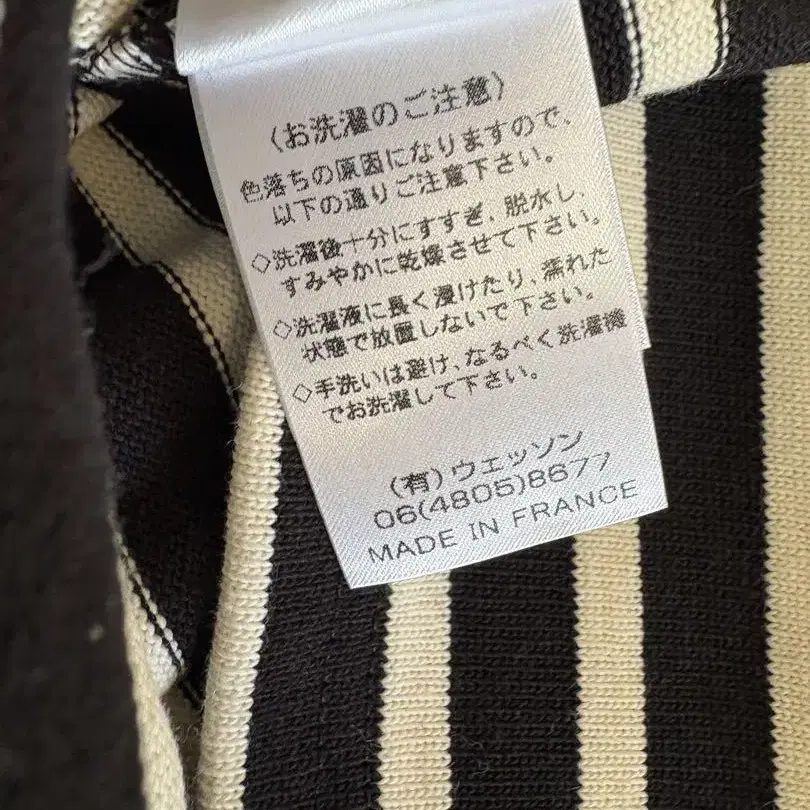 〈お洗濯のご注意〉
色落ちの原因になりますので、
以下の通りご注意下さい。
◇洗濯後十分にすすぎ、脱水し、
すみやかに乾燥させて下さい。
◇洗濯液に長く浸けたり、濡れた
状態で放置しないで下さい。
◇手洗いは避け、なるべく洗濯機
でお洗濯して下さい。
(有)ウェッソン
06(4805)8677
MADE IN FRANCE